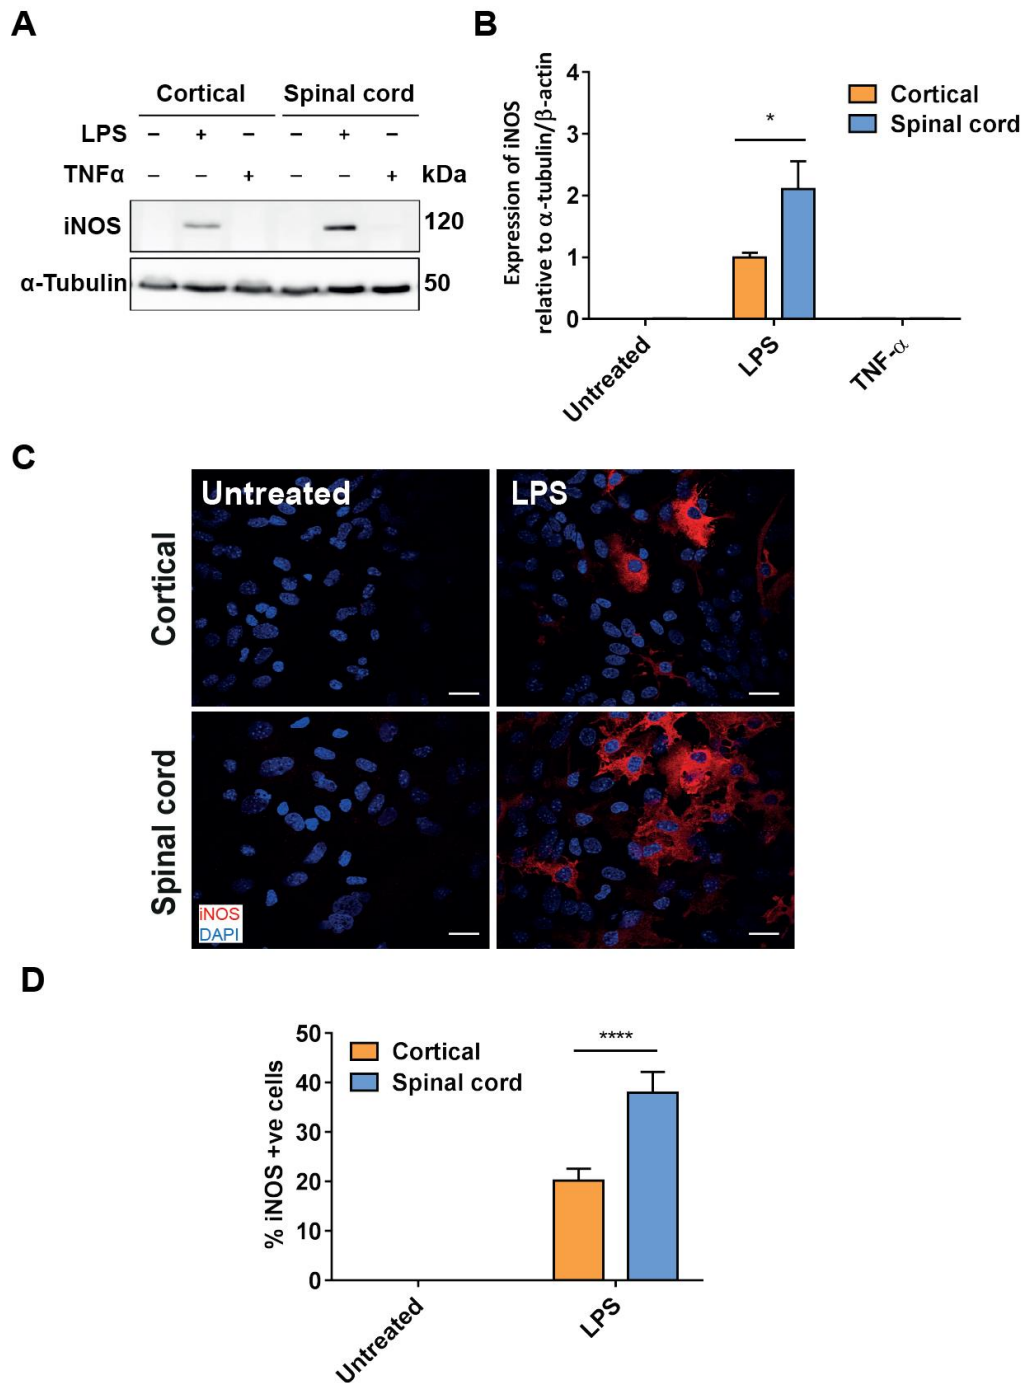 A
Cortical Spinal cord
LPS – + – – + –
TNFα – – + – – + kDa
iNOS 120
α-Tubulin 50
B
Expression of iNOS
relative to α-tubulin/β-actin
4
3
2
1
0
*
Cortical
Spinal cord
Untreated
LPS
TNF-α
C
Untreated
LPS
Cortical
Spinal cord
iNOS
DAPI
D
% iNOS +ve cells
50
40
30
20
10
0
Cortical
Spinal cord
****
Untreated
LPS